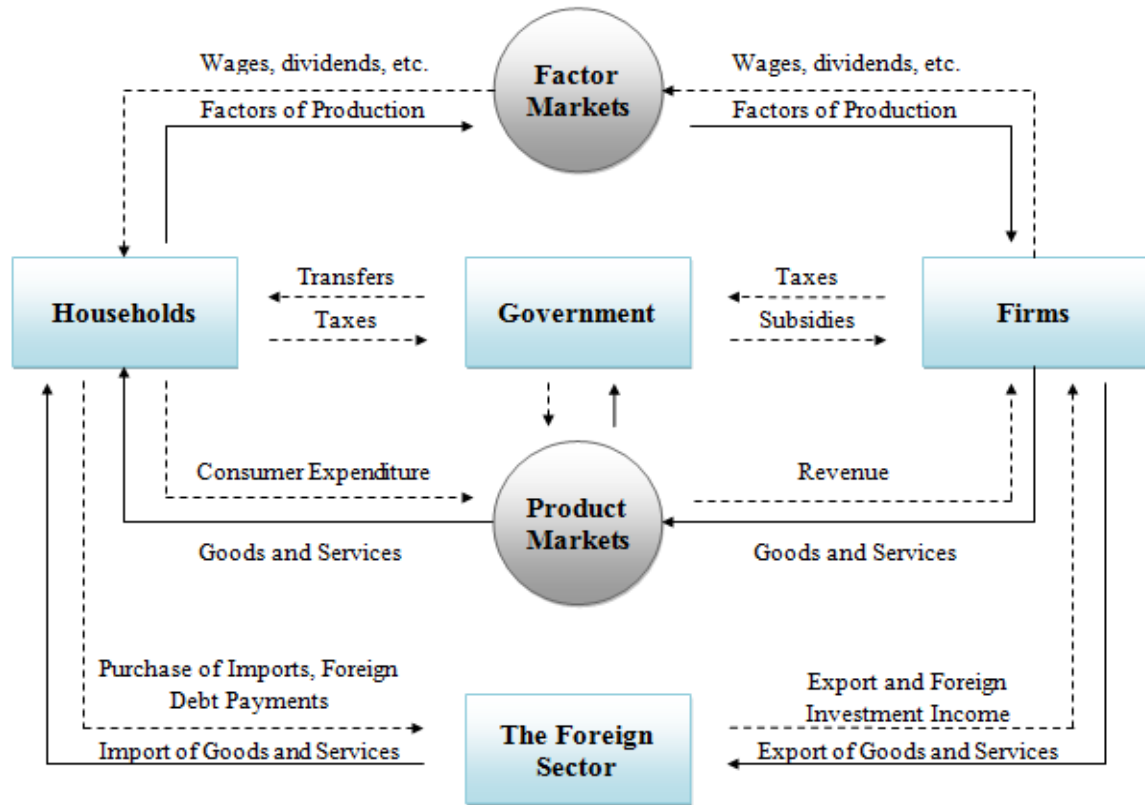 Wages, dividends, etc.
Factors of Production
Factor
Markets
Wages, dividends, etc.
Factors of Production
Households
Transfers
Taxes
Government
Taxes
Subsidies
Firms
Consumer Expenditure
Goods and Services
Product
Markets
Revenue
Goods and Services
Purchase of Imports, Foreign
Debt Payments
Import of Goods and Services
The Foreign
Sector
Export and Foreign
Investment Income
Export of Goods and Services